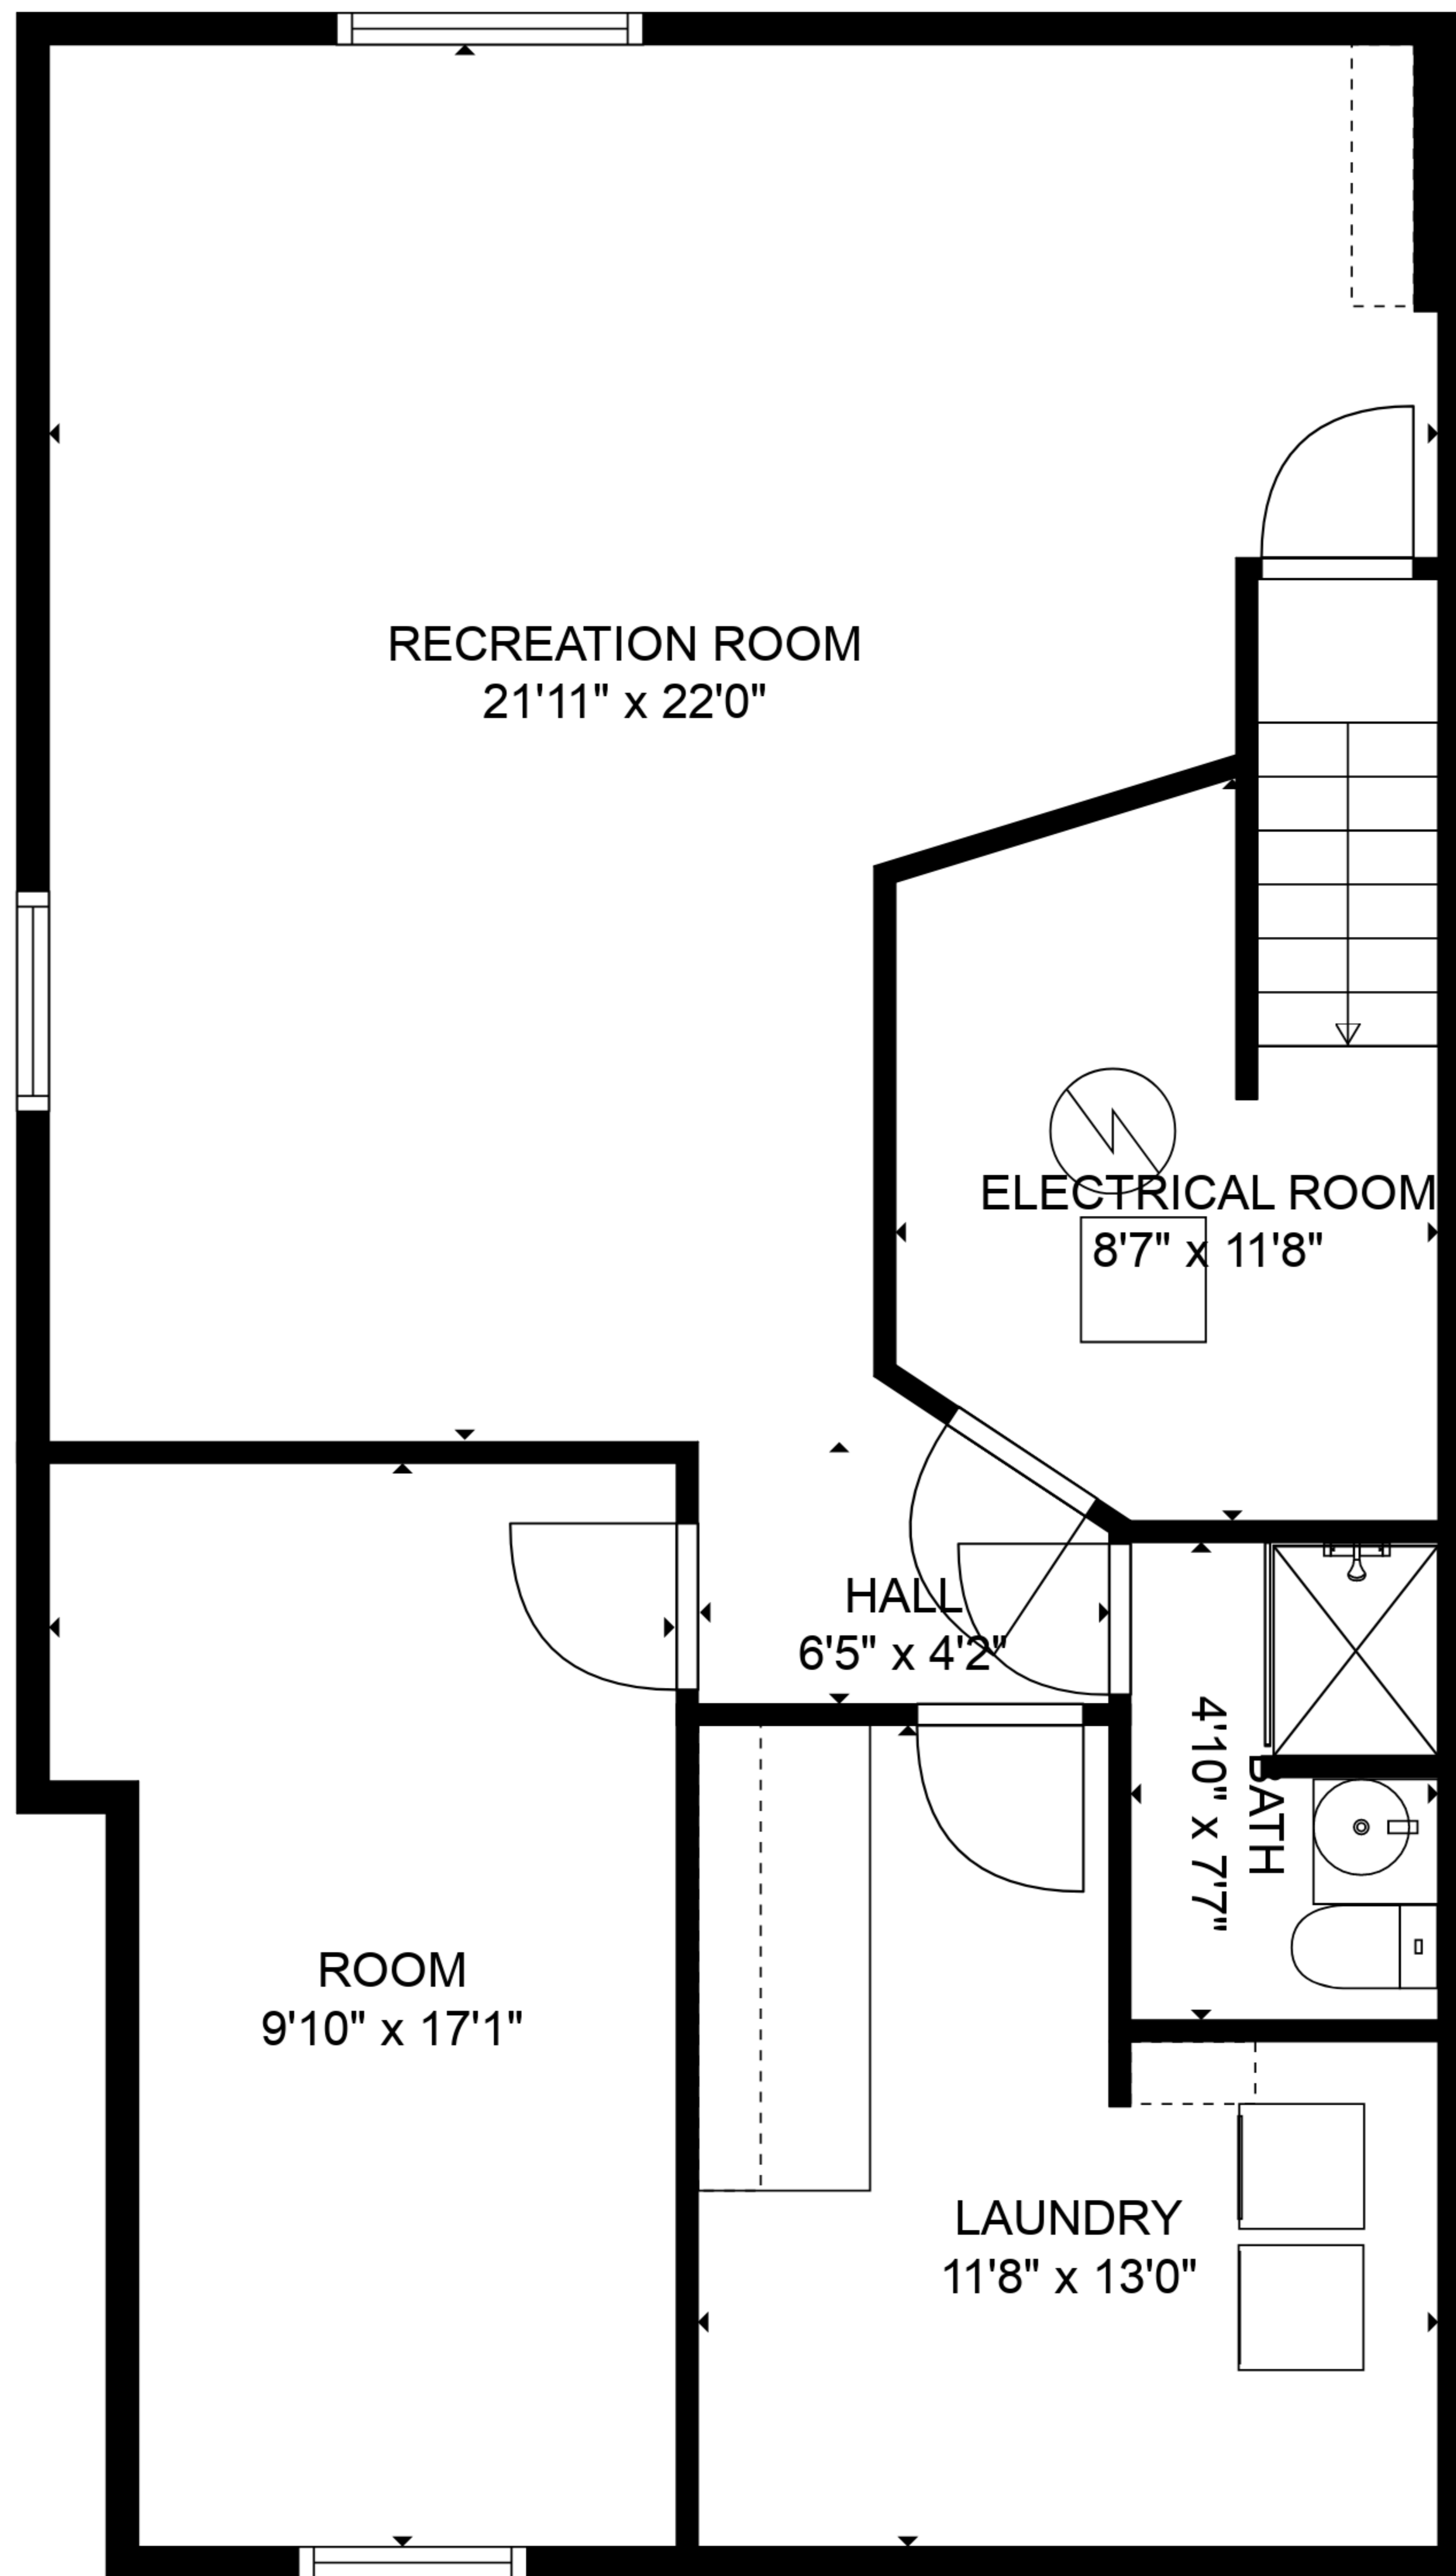 RECREATION ROOM
21'11" x 22'0"
ELECTRICAL ROOM
8'7" x 11'8"
HALL
6'5" x 4'2"
BATH
4'10" x 7'7"
ROOM
9'10" x 17'1"
LAUNDRY
11'8" x 13'0"